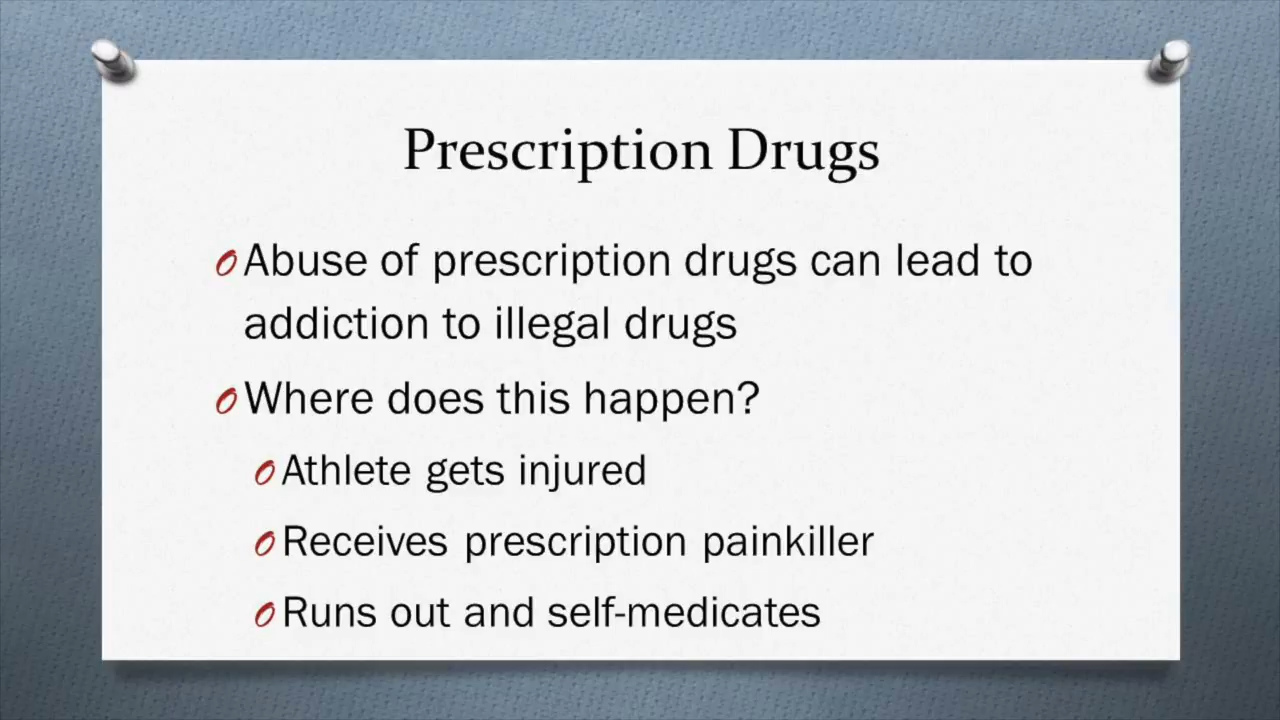 Prescription Drugs
Abuse of prescription drugs can lead to
addiction to illegal drugs
Where does this happen?
Athlete gets injured
Receives prescription painkiller
Runs out and self-medicates